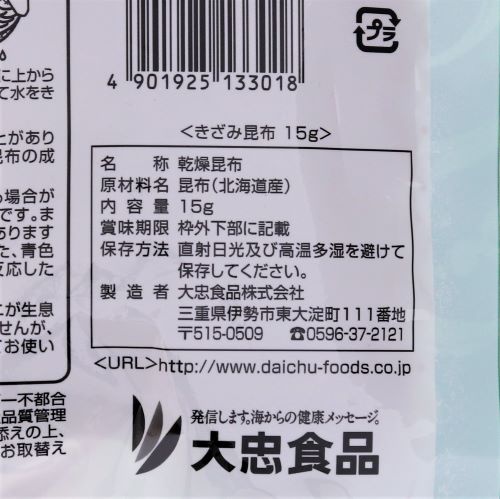 に上から
て水をき
とがあり
昆布の成
る場合が
です。ま
あります
た、青色
反応した
ニが生息
せんが、
てお使い
一不都合
品質管理
添えの上、
お取替え
プラ
4 901925 133018
<きざみ昆布 15g>
名称 乾燥昆布
原材料名 昆布(北海道産)
内容量 15g
賞味期限 枠外下部に記載
保存方法 直射日光及び高温多湿を避けて
保存してください。
製造者 大忠食品株式会社
三重県伊勢市東大淀町111番地
〒515-0509 ☎0596-37-2121
<URL>http://www.daichu-foods.co.jp
発信します。海からの健康メッセージ。
大忠食品